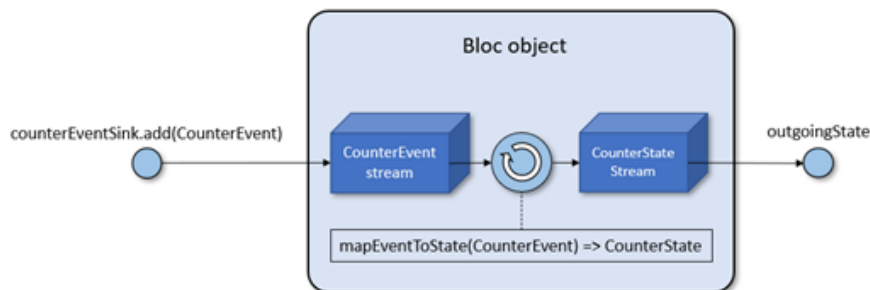 Bloc object
counterEventSink.add(CounterEvent)
CounterEvent
stream
CounterState
Stream
outgoingState
mapEventToState(CounterEvent) => CounterState